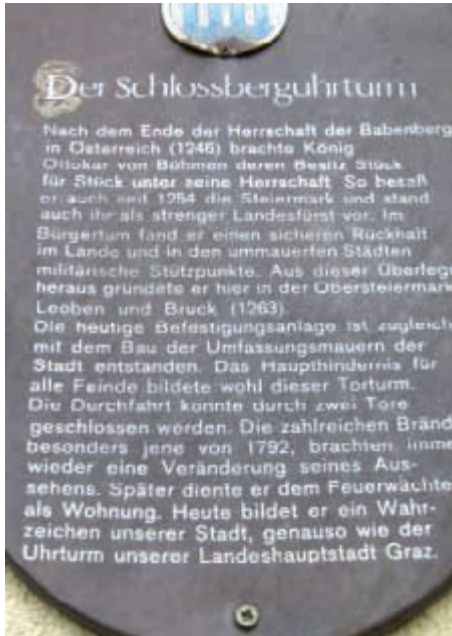 Der Schlossberguhrturm
Nach dem Ende der Herrschaft der Babenberg
in Österreich (1246) brachte König
Ottokar von Böhmen deren Besitz Stück
für Stück unter seine Herrschaft. So besaß
er auch seit 1254 die Steiermark und stand
auch ihr als strenger Landesfürst vor. Im
Bürgertum fand er einen sicheren Rückhalt
im Lande und in den ummauerten Städten
militärische Stützpunkte. Aus dieser Überleg
heraus gründete er hier in der Obersteiermark
Leoben und Bruck (1263).
Die heutige Befestigungsanlage ist zugleich
mit dem Bau der Umfassungsmauern der
Stadt entstanden. Das Haupthindernis für
alle Feinde bildete wohl dieser Torturm.
Die Durchfahrt konnte durch zwei Tore
geschlossen werden. Die zahlreichen Bränd
besonders jene von 1792, brachten imme
wieder eine Veränderung seines Aus-
sehens. Später diente er dem Feuerwächte
als Wohnung. Heute bildet er ein Wahr-
zeichen unserer Stadt, genauso wie der
Uhrturm unserer Landeshauptstadt Graz.